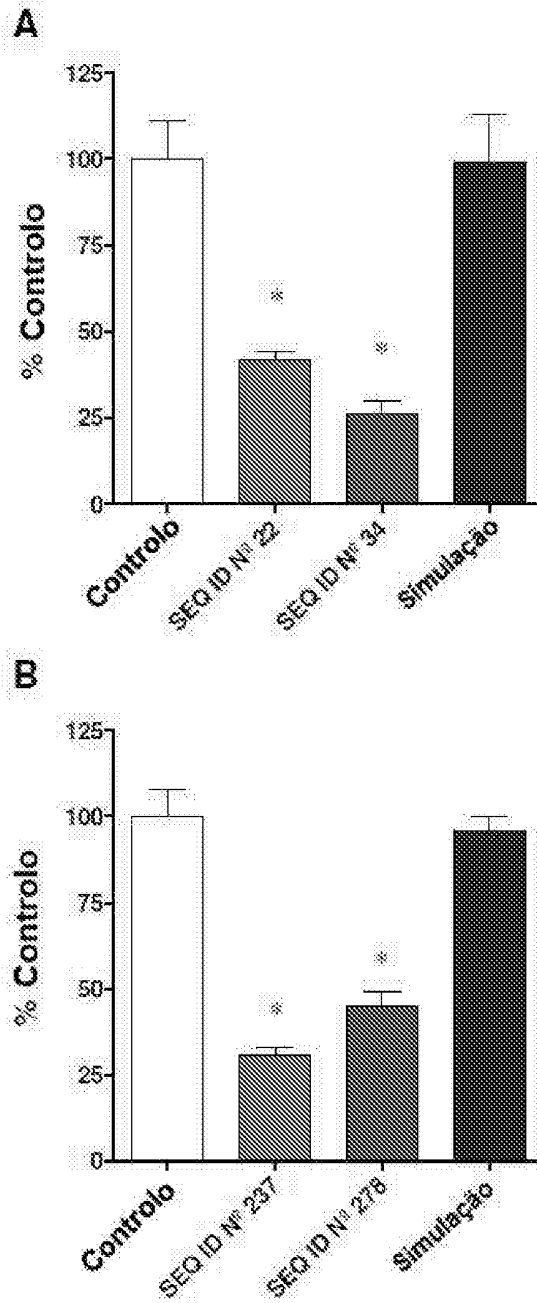 A
125
100
75
50
25
0
% Controlo
*
*
Controlo
SEQ ID Nº 22
SEQ ID Nº 34
Simulação
B
125
100
75
50
25
0
% Controlo
*
*
Controlo
SEQ ID Nº 237
SEQ ID Nº 278
Simulação